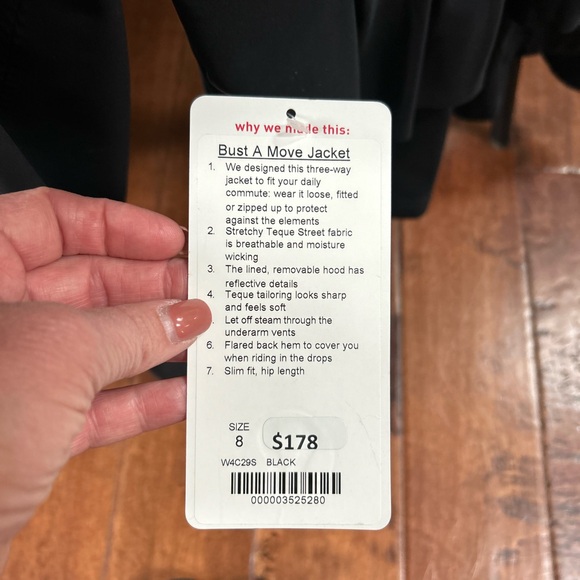 why we made this:
Bust A Move Jacket
1. We designed this three-way
jacket to fit your daily
commute: wear it loose, fitted
or zipped up to protect
against the elements
2. Stretchy Teque Street fabric
is breathable and moisture
wicking
3. The lined, removable hood has
reflective details
4. Teque tailoring looks sharp
and feels soft
Let off steam through the
underarm vents
6. Flared back hem to cover you
when riding in the drops
7. Slim fit, hip length
SIZE
8 $178
W4C29S BLACK
000003525280